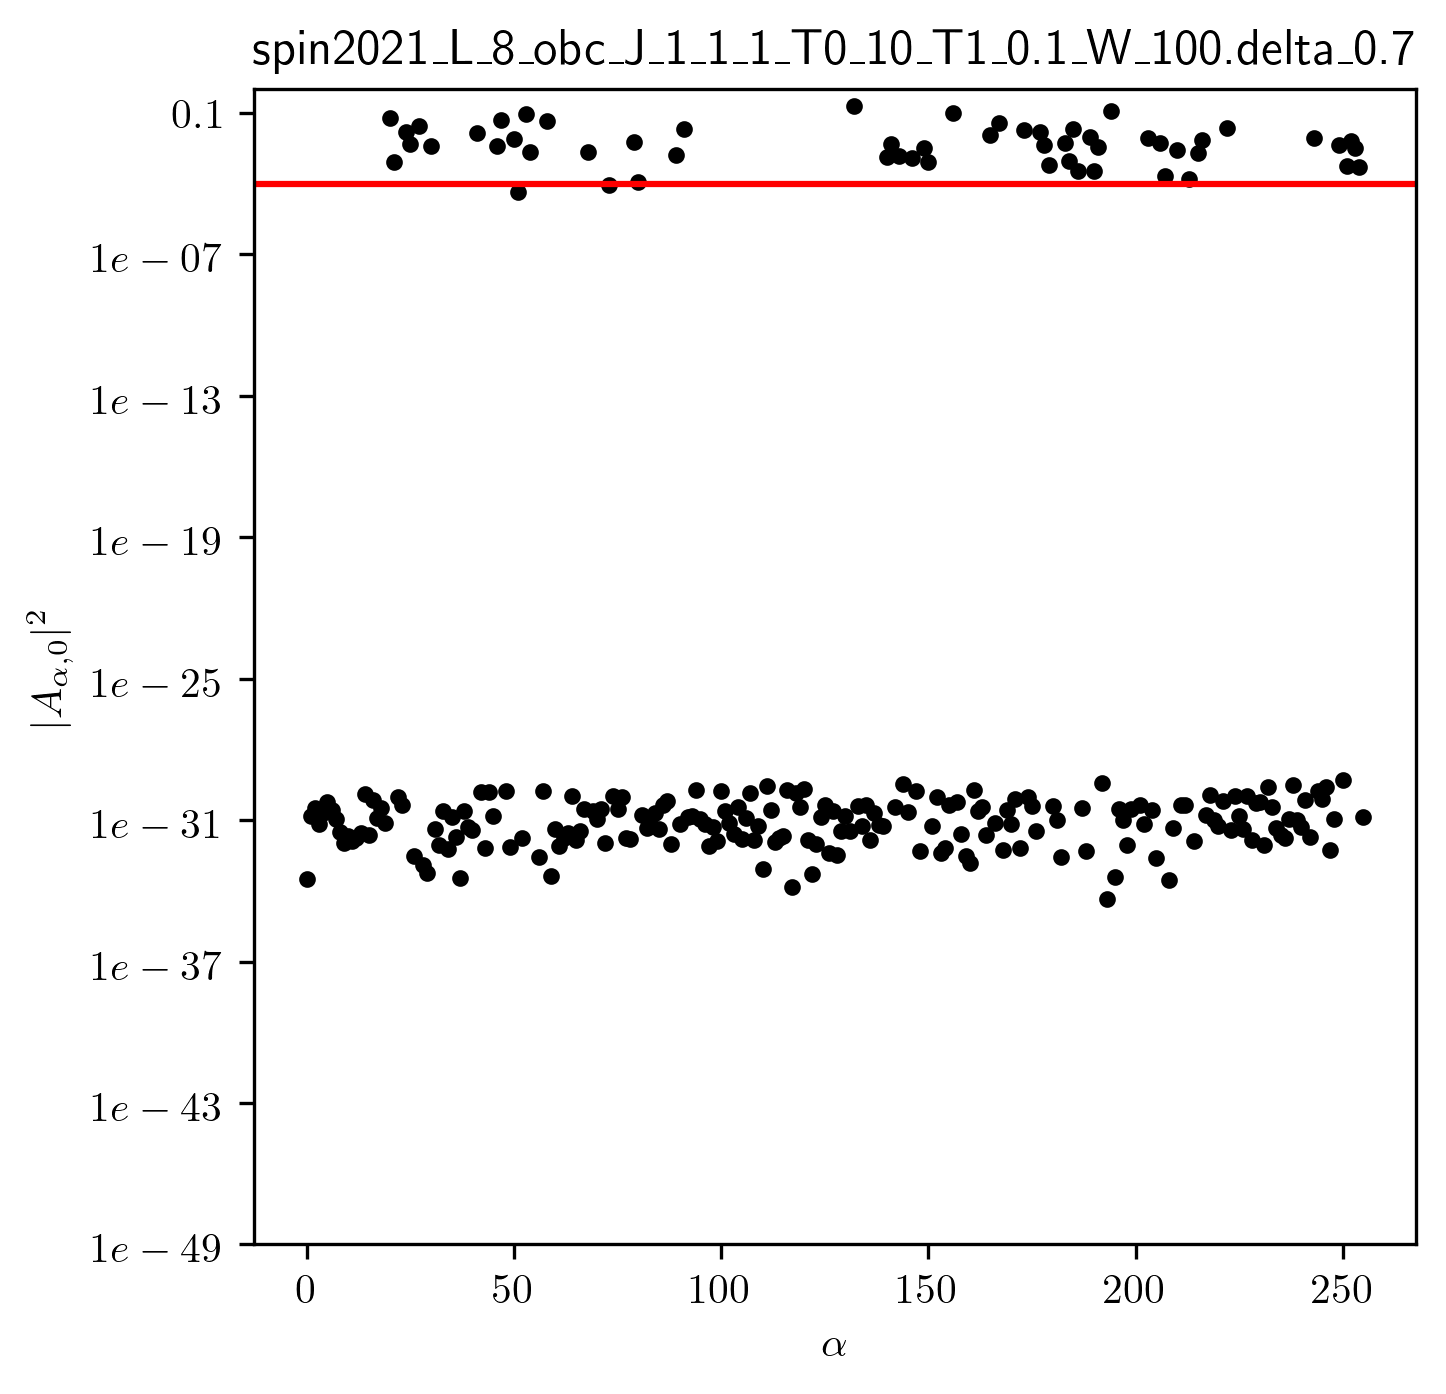 spin2021_L_8_obc_J_1_1_1_T0_10_T1_0.1_W_100.delta_0.7
0.1
1e − 07
1e − 13
1e − 19
1e − 25
1e − 31
1e − 37
1e − 43
1e − 49
|A_{α,0}|^2
0 50 100 150 200 250
α